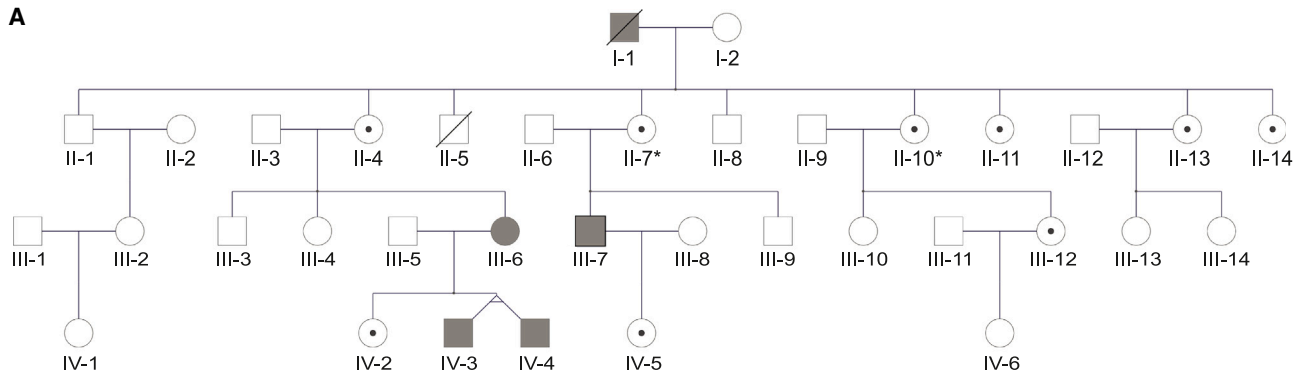 A
I-1 I-2
II-1 II-2 II-3 II-4 II-5 II-6 II-7* II-8 II-9 II-10* II-11 II-12 II-13 II-14
III-1 III-2 III-3 III-4 III-5 III-6 III-7 III-8 III-9 III-10 III-11 III-12 III-13 III-14
IV-1 IV-2 IV-3 IV-4 IV-5 IV-6